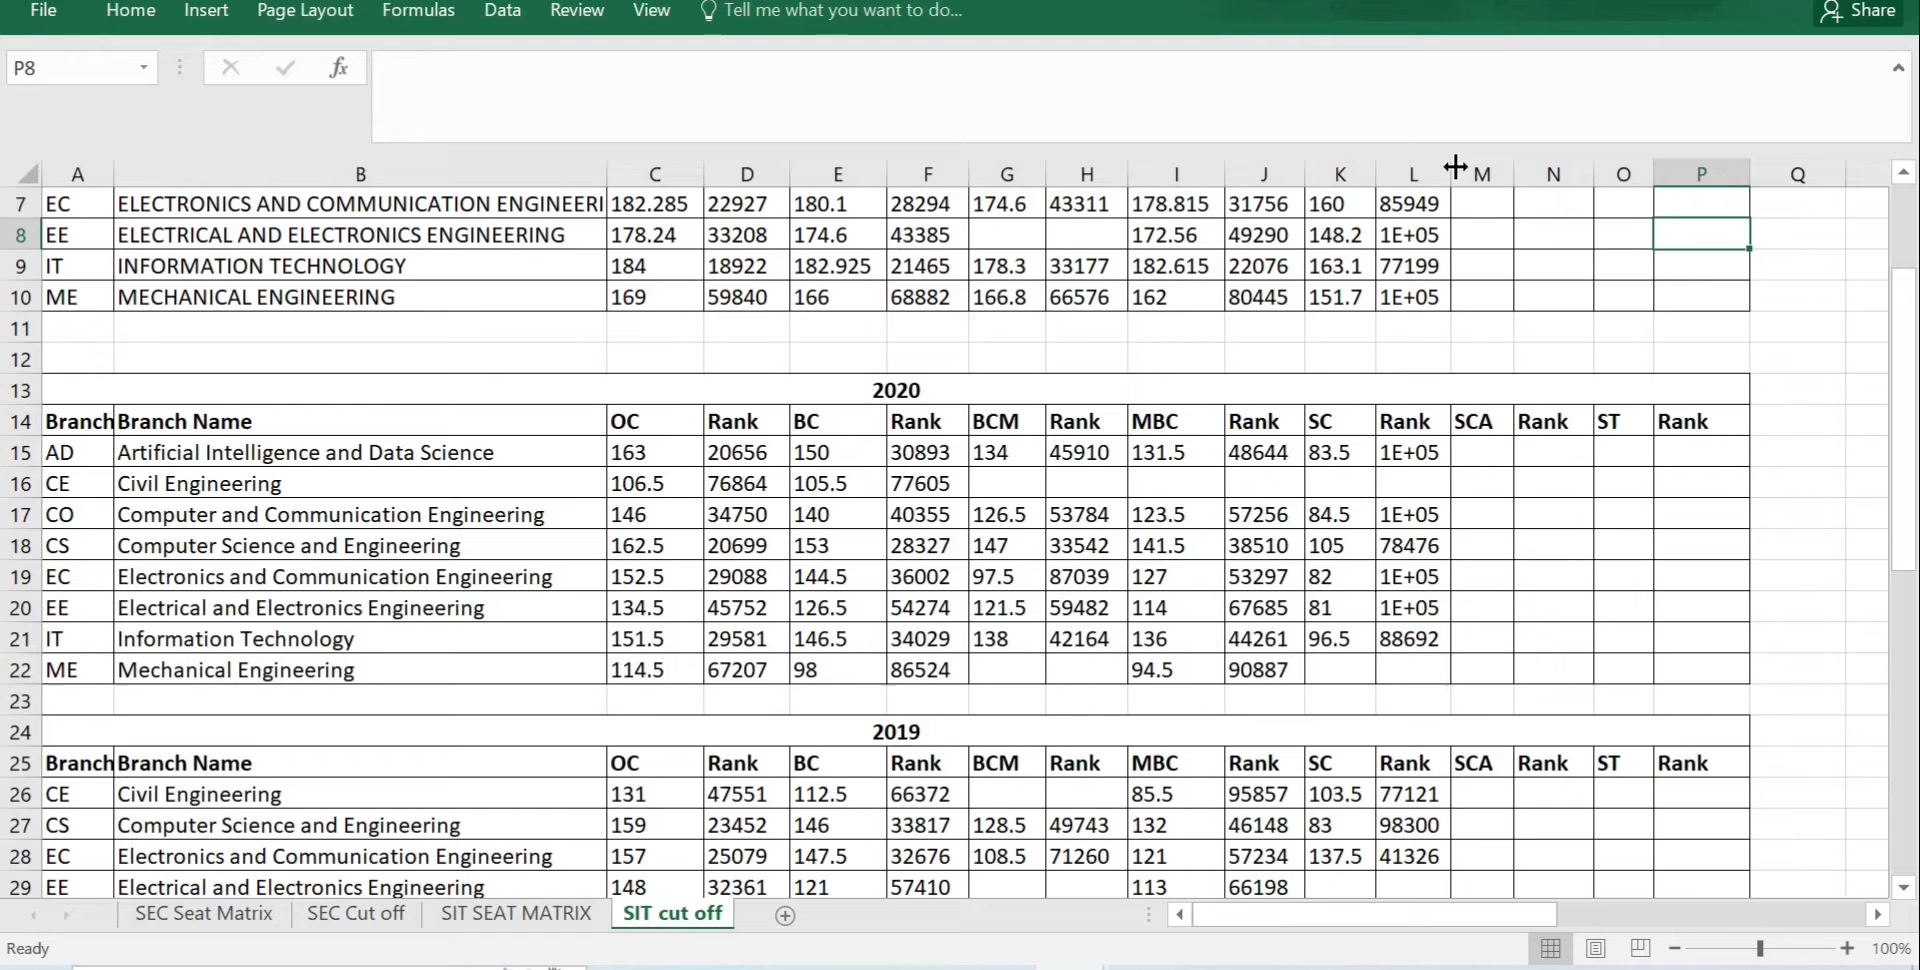 File Home Insert Page Layout Formulas Data Review View Tell me what you want to do... Share
P8 fx
A B C D E F G H I J K L M N O P Q
7 EC ELECTRONICS AND COMMUNICATION ENGINEERI 182.285 22927 180.1 28294 174.6 43311 178.815 31756 160 85949
8 EE ELECTRICAL AND ELECTRONICS ENGINEERING 178.24 33208 174.6 43385 172.56 49290 148.2 1E+05
9 IT INFORMATION TECHNOLOGY 184 18922 182.925 21465 178.3 33177 182.615 22076 163.1 77199
10 ME MECHANICAL ENGINEERING 169 59840 166 68882 166.8 66576 162 80445 151.7 1E+05
11
12
13 2020
14 Branch Branch Name OC Rank BC Rank BCM Rank MBC Rank SC Rank SCA Rank ST Rank
15 AD Artificial Intelligence and Data Science 163 20656 150 30893 134 45910 131.5 48644 83.5 1E+05
16 CE Civil Engineering 106.5 76864 105.5 77605
17 CO Computer and Communication Engineering 146 34750 140 40355 126.5 53784 123.5 57256 84.5 1E+05
18 CS Computer Science and Engineering 162.5 20699 153 28327 147 33542 141.5 38510 105 78476
19 EC Electronics and Communication Engineering 152.5 29088 144.5 36002 97.5 87039 127 53297 82 1E+05
20 EE Electrical and Electronics Engineering 134.5 45752 126.5 54274 121.5 59482 114 67685 81 1E+05
21 IT Information Technology 151.5 29581 146.5 34029 138 42164 136 44261 96.5 88692
22 ME Mechanical Engineering 114.5 67207 98 86524 94.5 90887
23
24 2019
25 Branch Branch Name OC Rank BC Rank BCM Rank MBC Rank SC Rank SCA Rank ST Rank
26 CE Civil Engineering 131 47551 112.5 66372 85.5 95857 103.5 77121
27 CS Computer Science and Engineering 159 23452 146 33817 128.5 49743 132 46148 83 98300
28 EC Electronics and Communication Engineering 157 25079 147.5 32676 108.5 71260 121 57234 137.5 41326
29 EE Electrical and Electronics Engineering 148 32361 121 57410 113 66198
SEC Seat Matrix SEC Cut off SIT SEAT MATRIX SIT cut off
Ready 100%